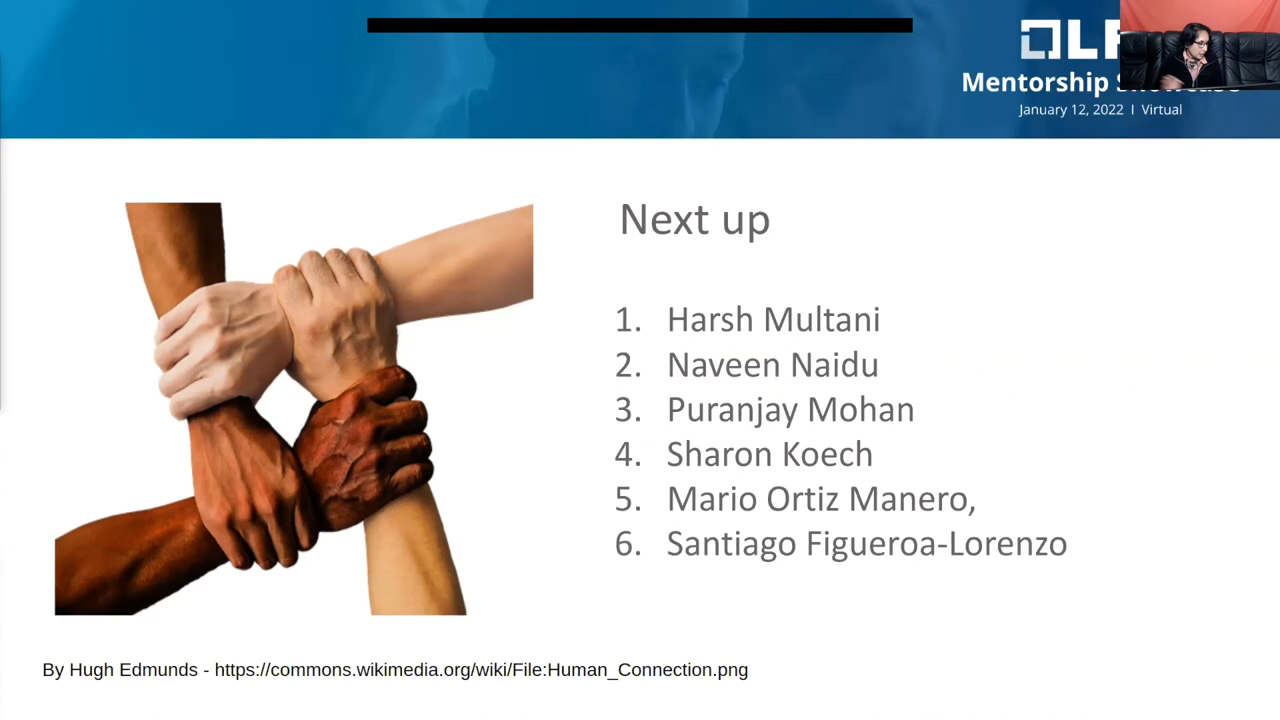 LF
Mentorship
January 12, 2022 | Virtual
Next up
1. Harsh Multani
2. Naveen Naidu
3. Puranjay Mohan
4. Sharon Koech
5. Mario Ortiz Manero,
6. Santiago Figueroa-Lorenzo
By Hugh Edmunds - https://commons.wikimedia.org/wiki/File:Human_Connection.png